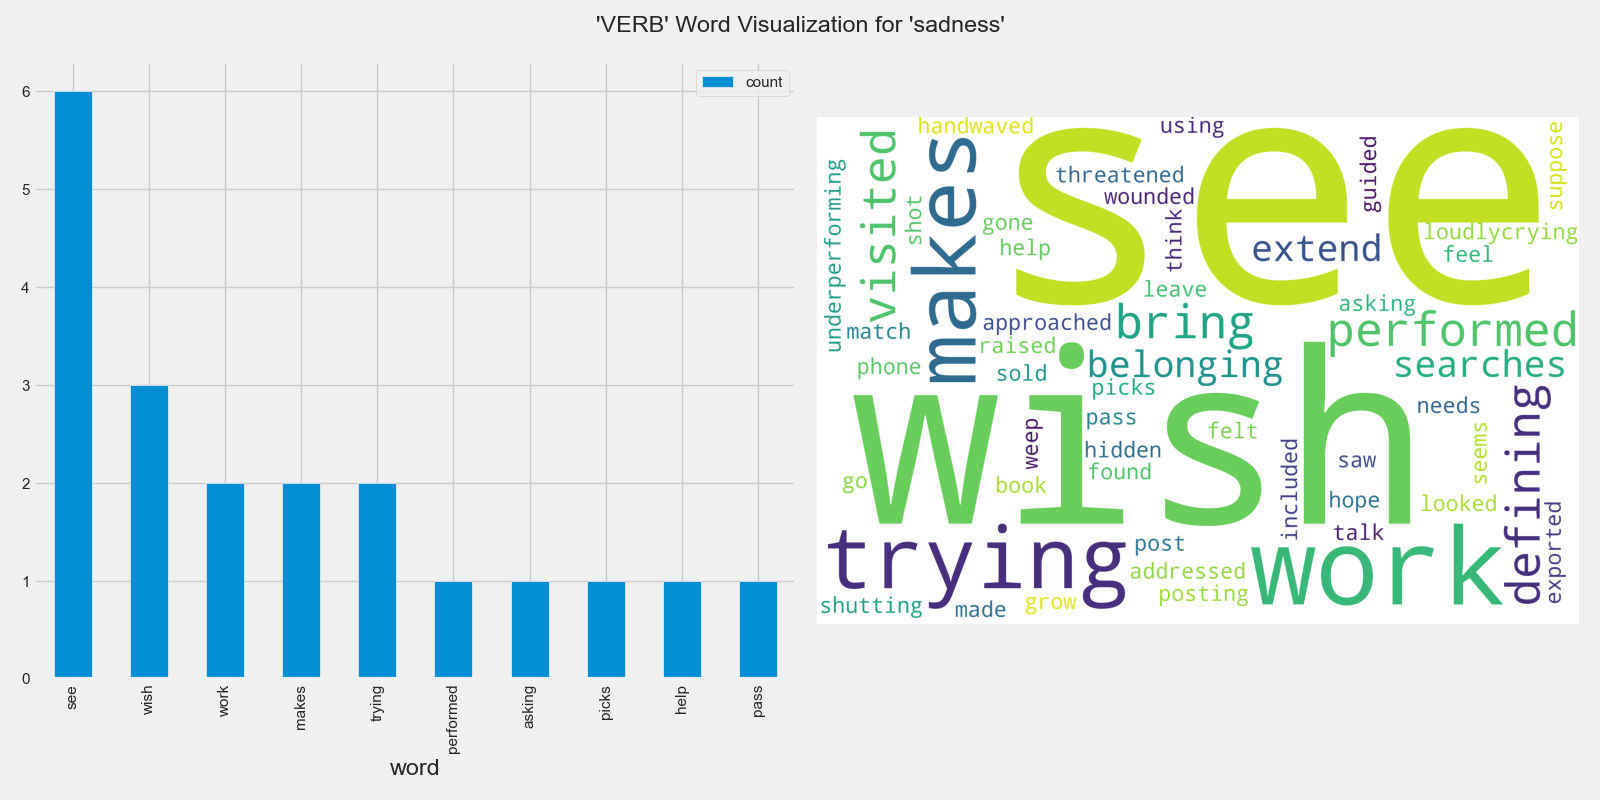 'VERB' Word Visualization for 'sadness'
count
6
5
4
3
2
1
0
see
wish
work
makes
trying
performed
asking
picks
help
pass
word
handwaved
using
see
visited
makes
threatened
wounded
guided
suppose
underperforming
shot
gone
help
think
extend
loudlycrying
feel
leave
asking
match
approached
bring
performed
raised
phone
sold
belonging
searches
picks
wish
pass
needs
defining
weep
felt
hidden
found
included
saw
seems
go
book
hope
looked
talk
exported
trying
post
work
addressed
posting
shutting
made
grow